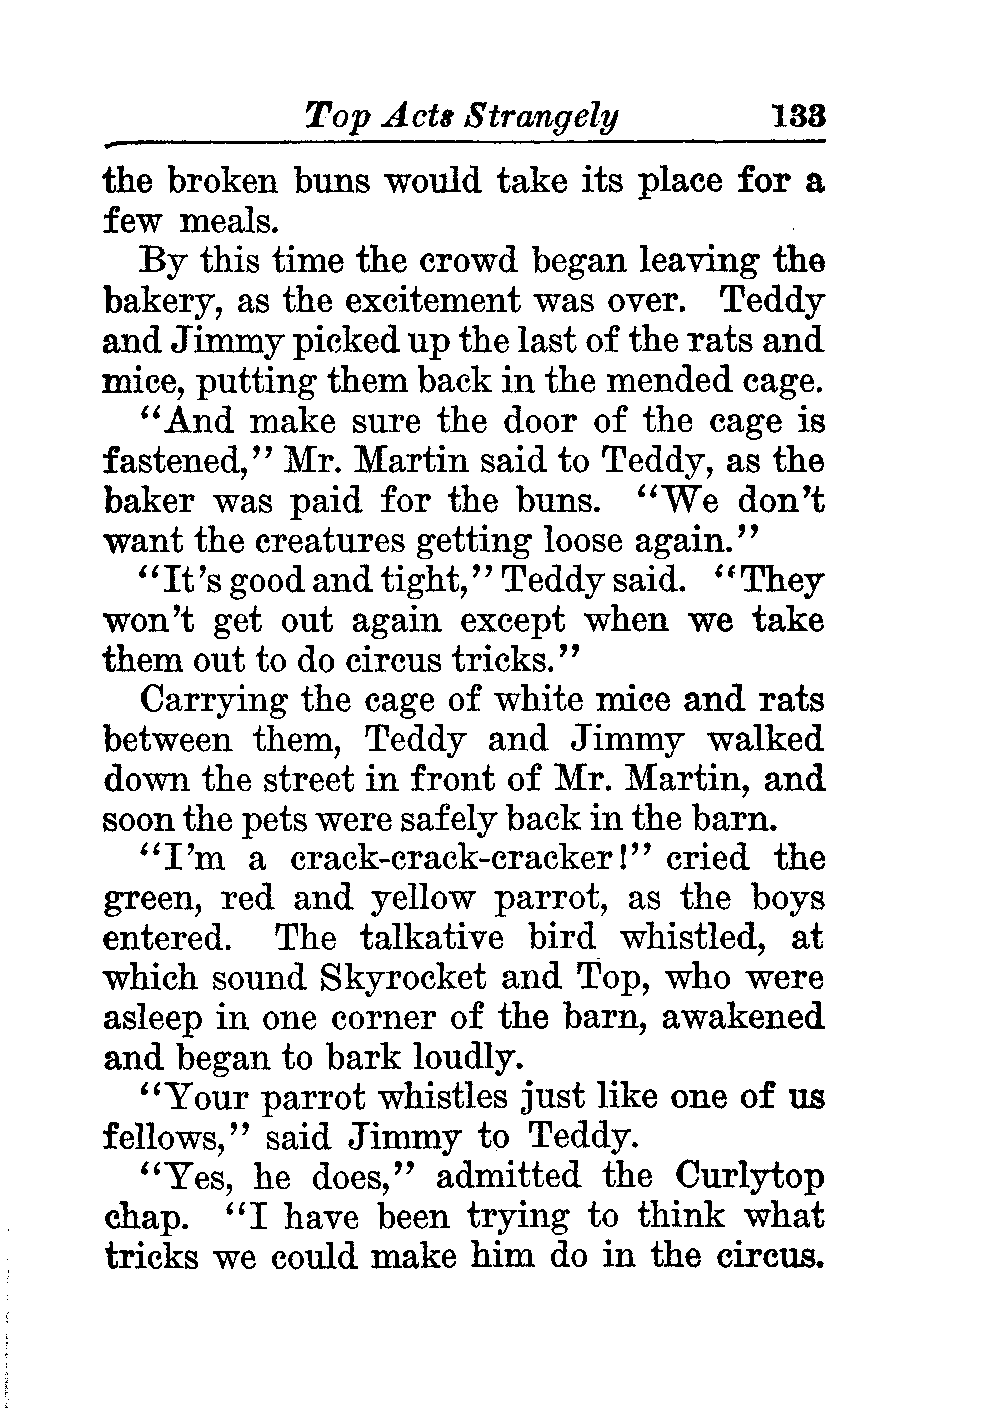 Top Acts Strangely 133
the broken buns would take its place for a
few meals.
By this time the crowd began leaving the
bakery, as the excitement was over. Teddy
and Jimmy picked up the last of the rats and
mice, putting them back in the mended cage.
“And make sure the door of the cage is
fastened,” Mr. Martin said to Teddy, as the
baker was paid for the buns. “We don’t
want the creatures getting loose again.”
“It’s good and tight,” Teddy said. “They
won’t get out again except when we take
them out to do circus tricks.”
Carrying the cage of white mice and rats
between them, Teddy and Jimmy walked
down the street in front of Mr. Martin, and
soon the pets were safely back in the barn.
“I’m a crack-crack-cracker!” cried the
green, red and yellow parrot, as the boys
entered. The talkative bird whistled, at
which sound Skyrocket and Top, who were
asleep in one corner of the barn, awakened
and began to bark loudly.
“Your parrot whistles just like one of us
fellows,” said Jimmy to Teddy.
“Yes, he does,” admitted the Curlytop
chap. “I have been trying to think what
tricks we could make him do in the circus.